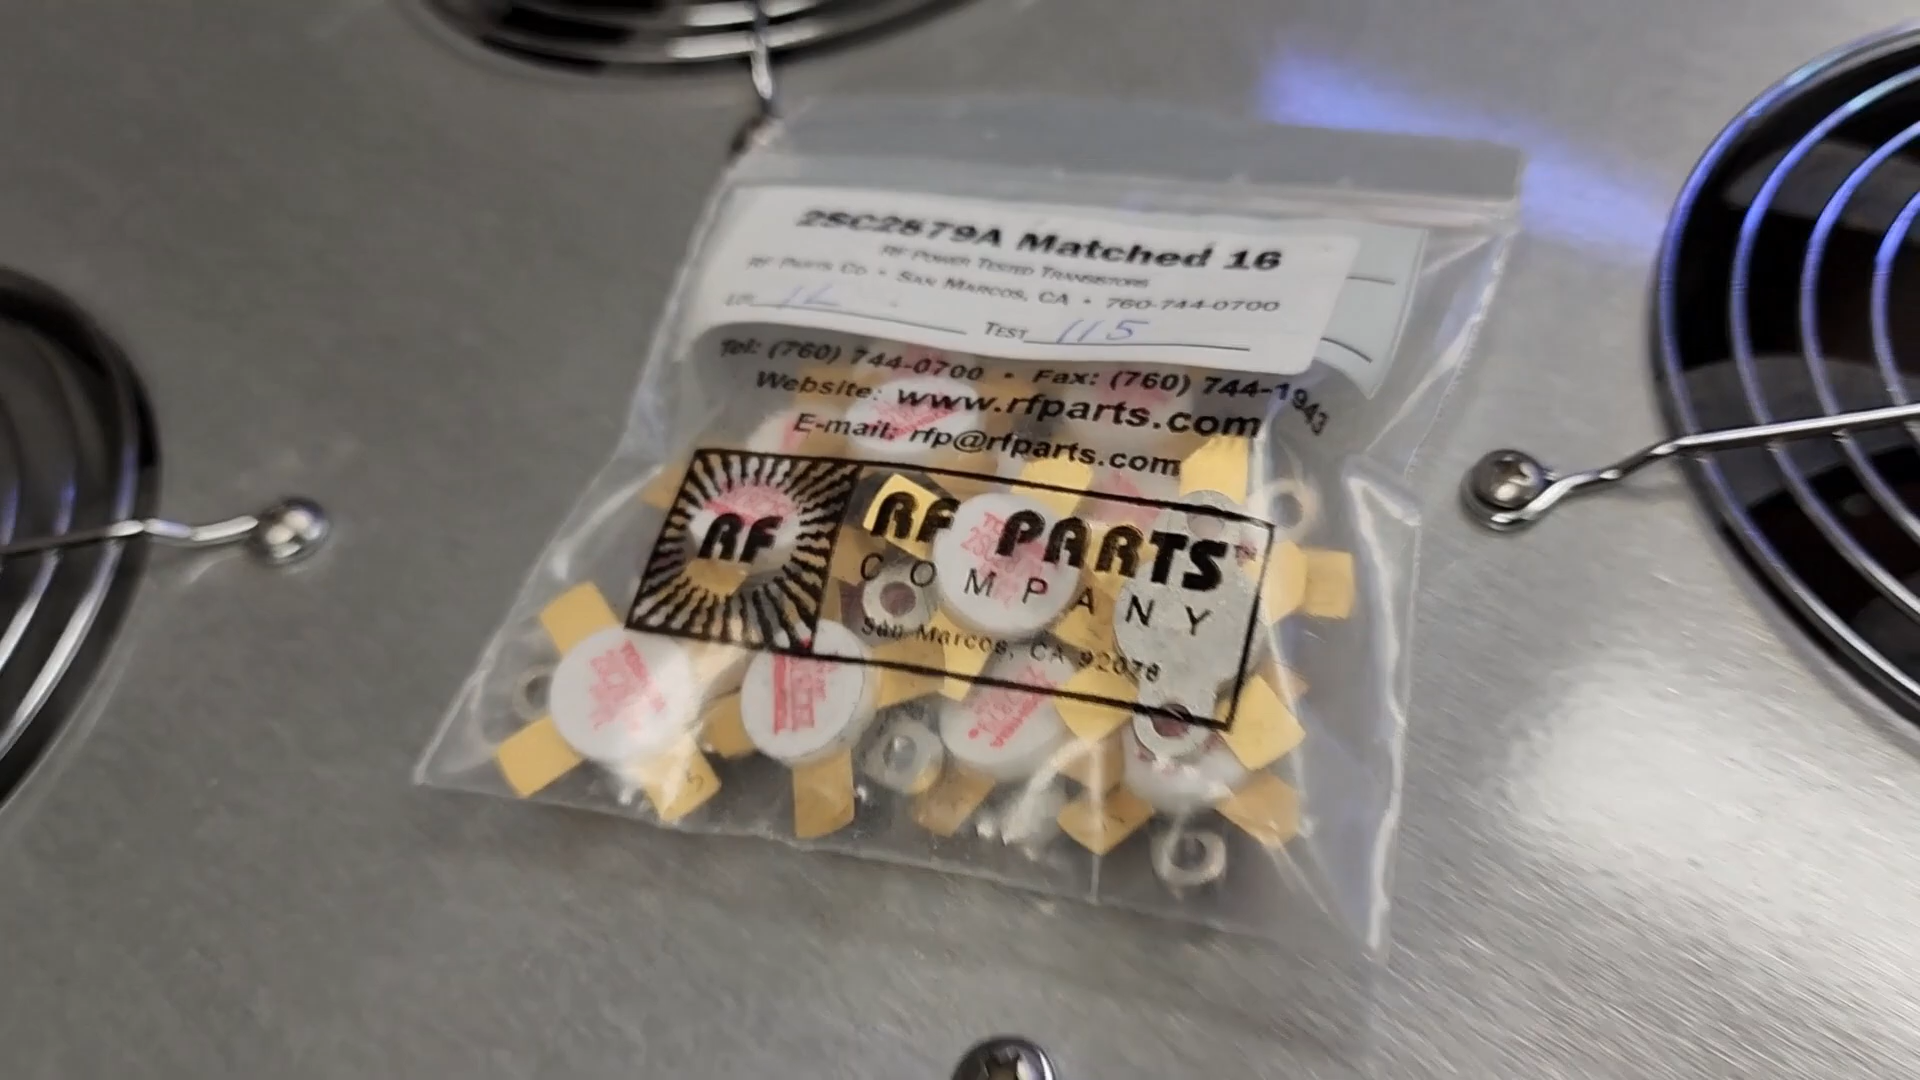 2SC2879A Matched 16
RF POWER TESTED TRANSISTORS
RF PARTS CO • SAN MARCOS, CA • 760-744-0700
TEST 115
Tel: (760) 744-0700 • Fax: (760) 744-1943
Website: www.rfparts.com
E-mail: rfp@rfparts.com
RF
RF PARTS™
COMPANY
San Marcos, CA 92078